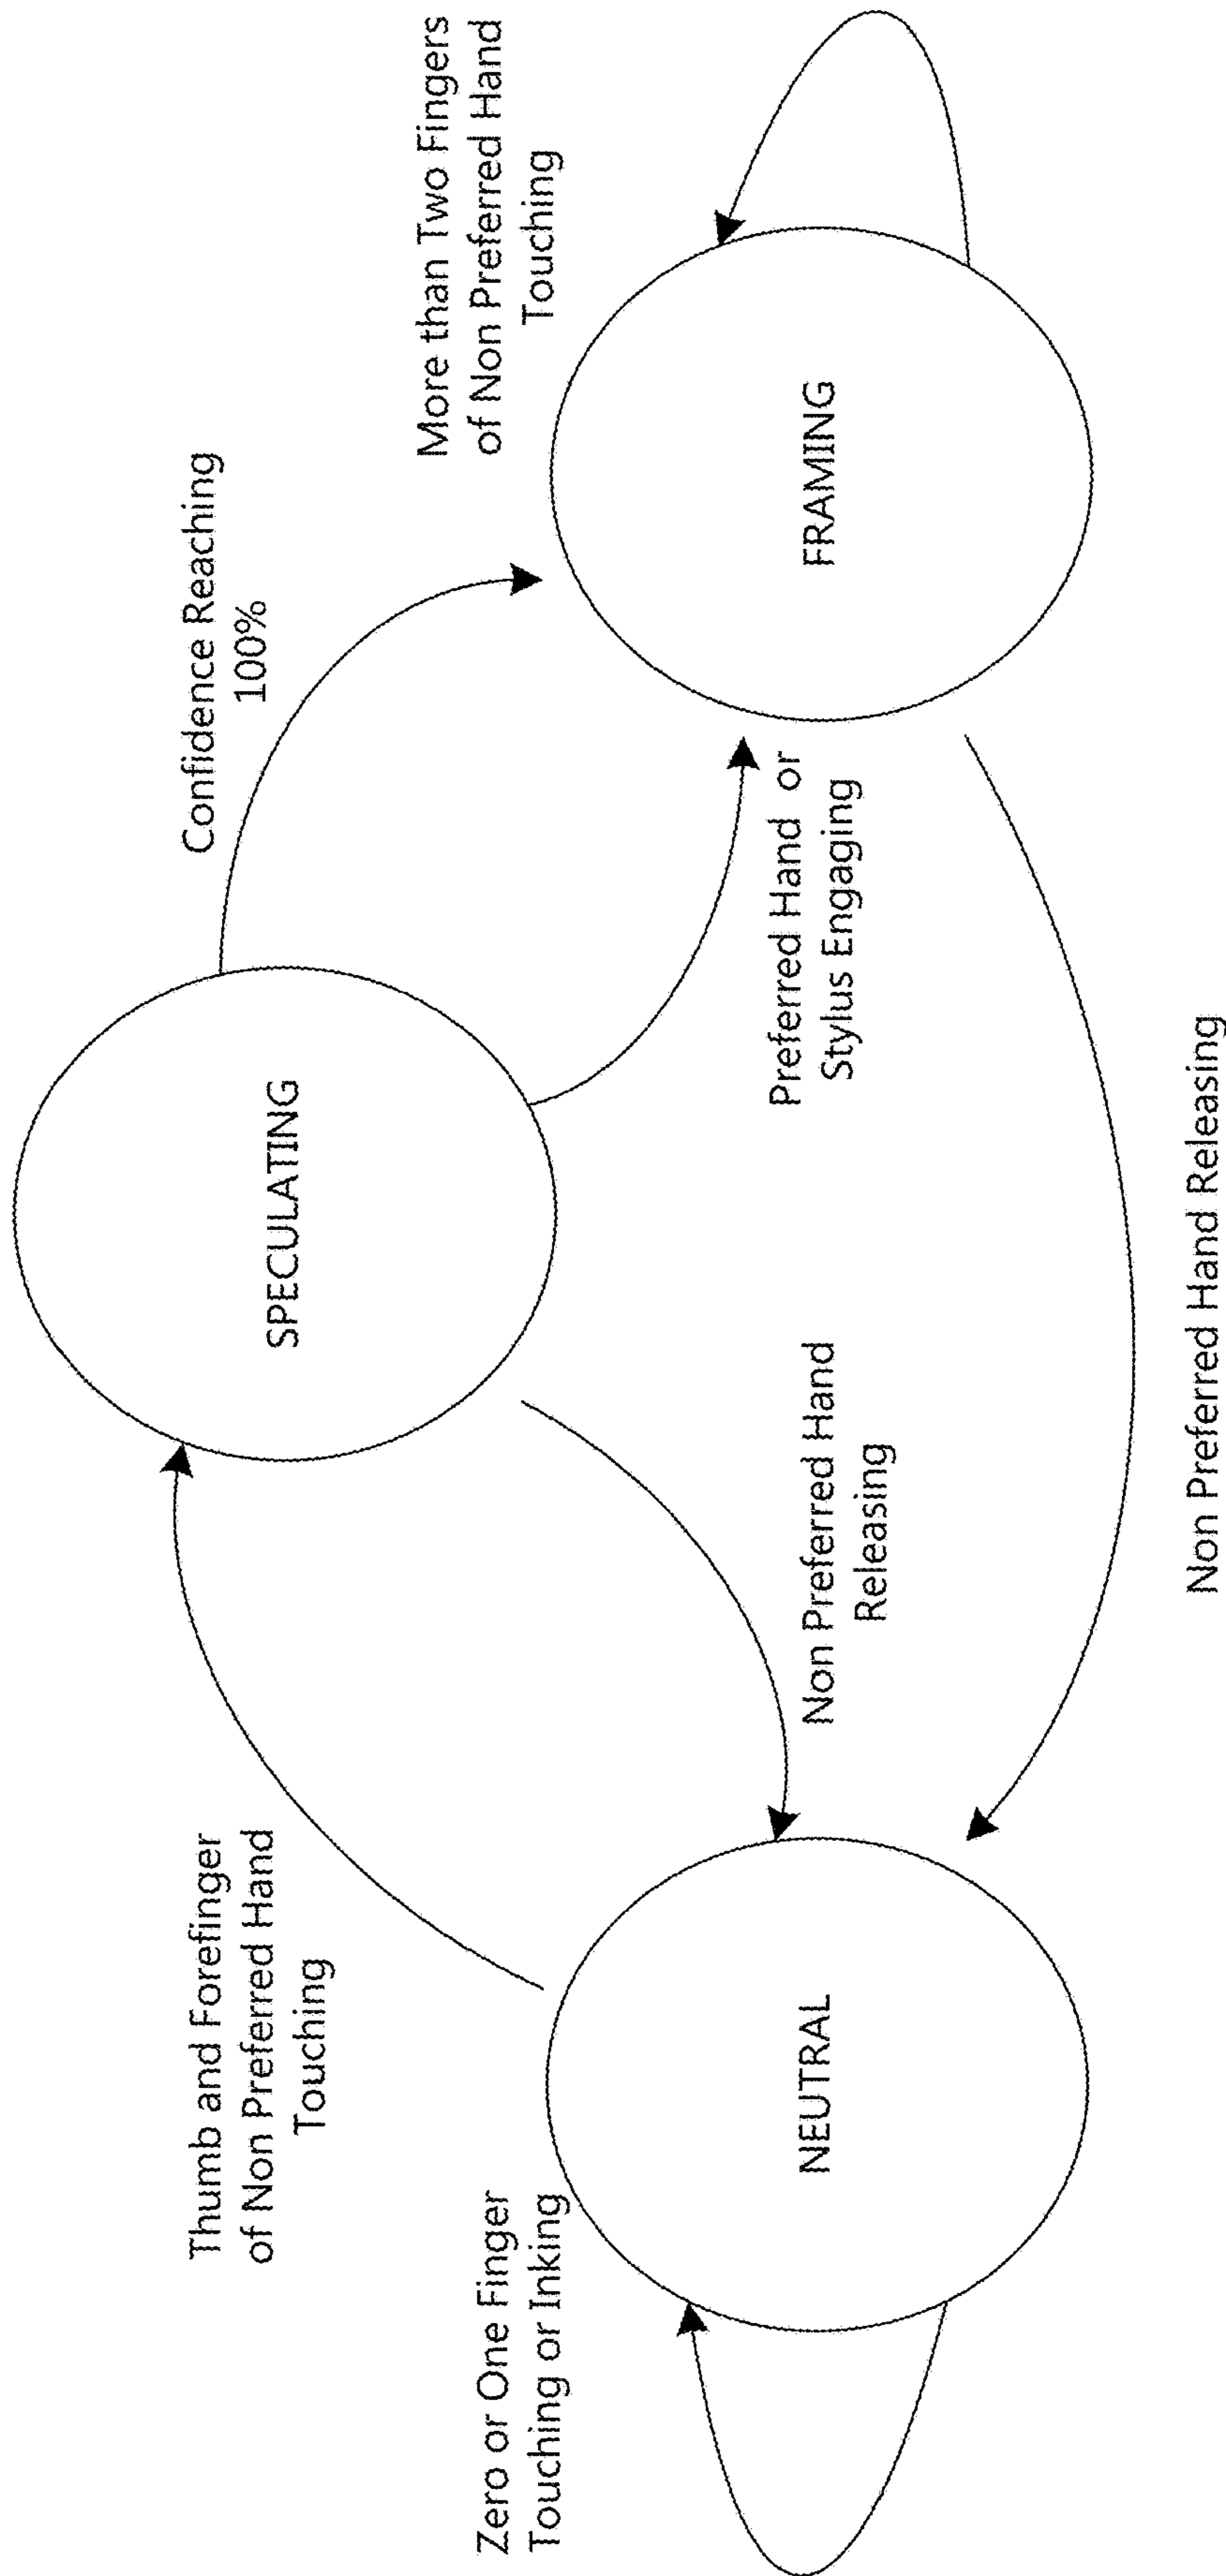 Thumb and Forefinger
of Non Preferred Hand
Touching
Confidence Reaching
100%
SPECULATING
Zero or One Finger
Touching or Inking
More than Two Fingers
of Non Preferred Hand
Touching
NEUTRAL
Non Preferred Hand
Releasing
Preferred Hand or
Stylus Engaging
FRAMING
Non Preferred Hand Releasing